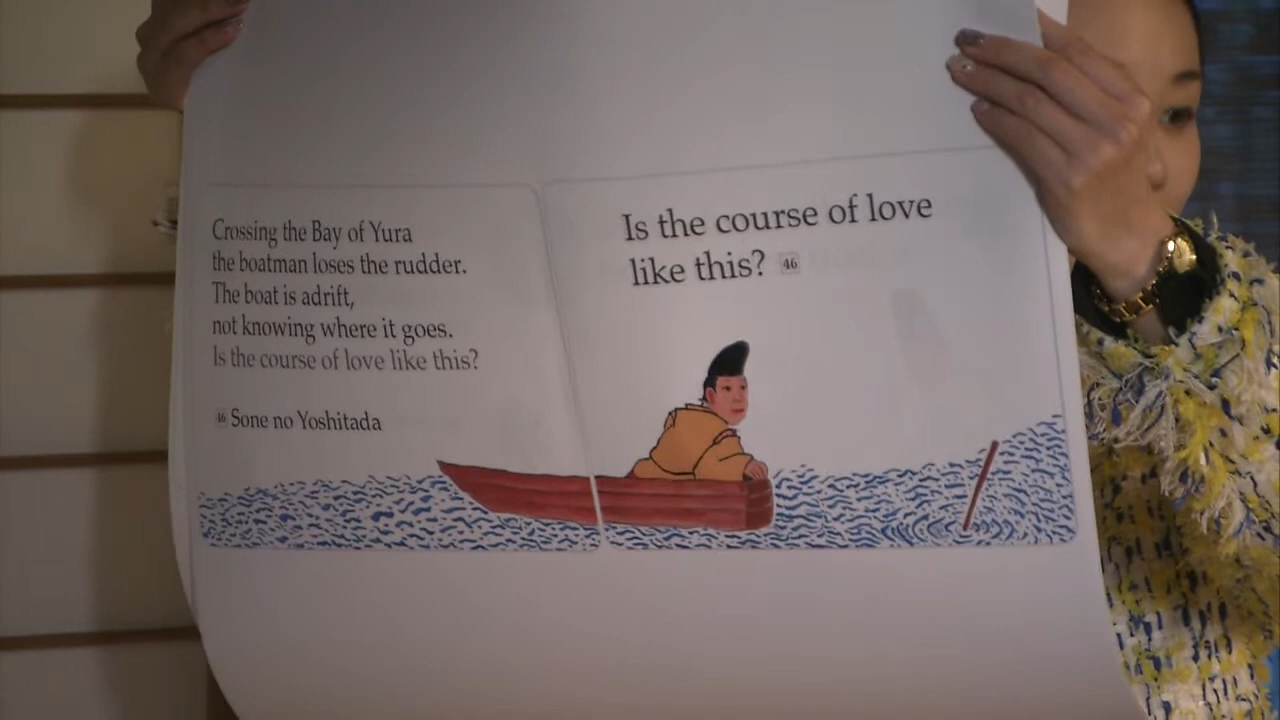 Crossing the Bay of Yura
the boatman loses the rudder.
The boat is adrift,
not knowing where it goes.
Is the course of love like this?
46 Sone no Yoshitada
Is the course of love
like this? 46